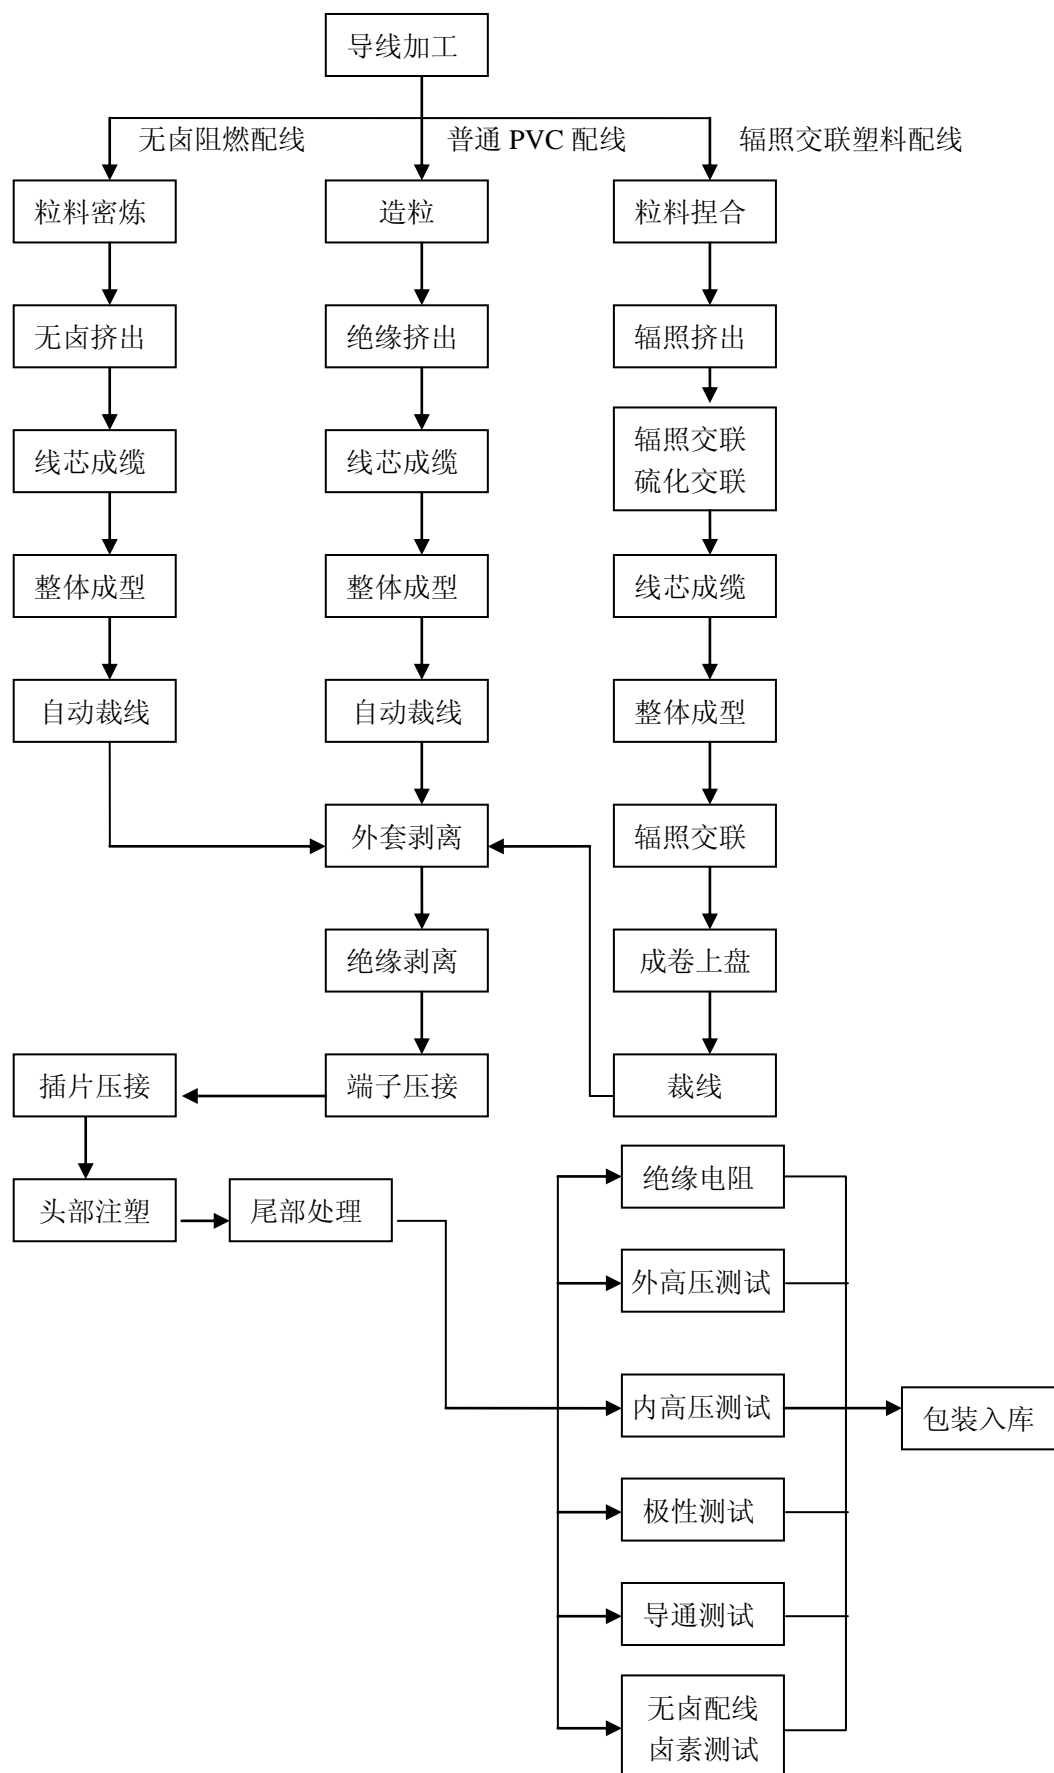 导线加工
无卤阻燃配线
普通 PVC 配线
辐照交联塑料配线
粒料密炼
造粒
粒料捏合
无卤挤出
绝缘挤出
辐照挤出
线芯成缆
线芯成缆
辐照交联
硫化交联
整体成型
整体成型
线芯成缆
自动裁线
自动裁线
整体成型
外套剥离
辐照交联
绝缘剥离
成卷上盘
插片压接
端子压接
裁线
绝缘电阻
头部注塑
尾部处理
外高压测试
内高压测试
包装入库
极性测试
导通测试
无卤配线
卤素测试